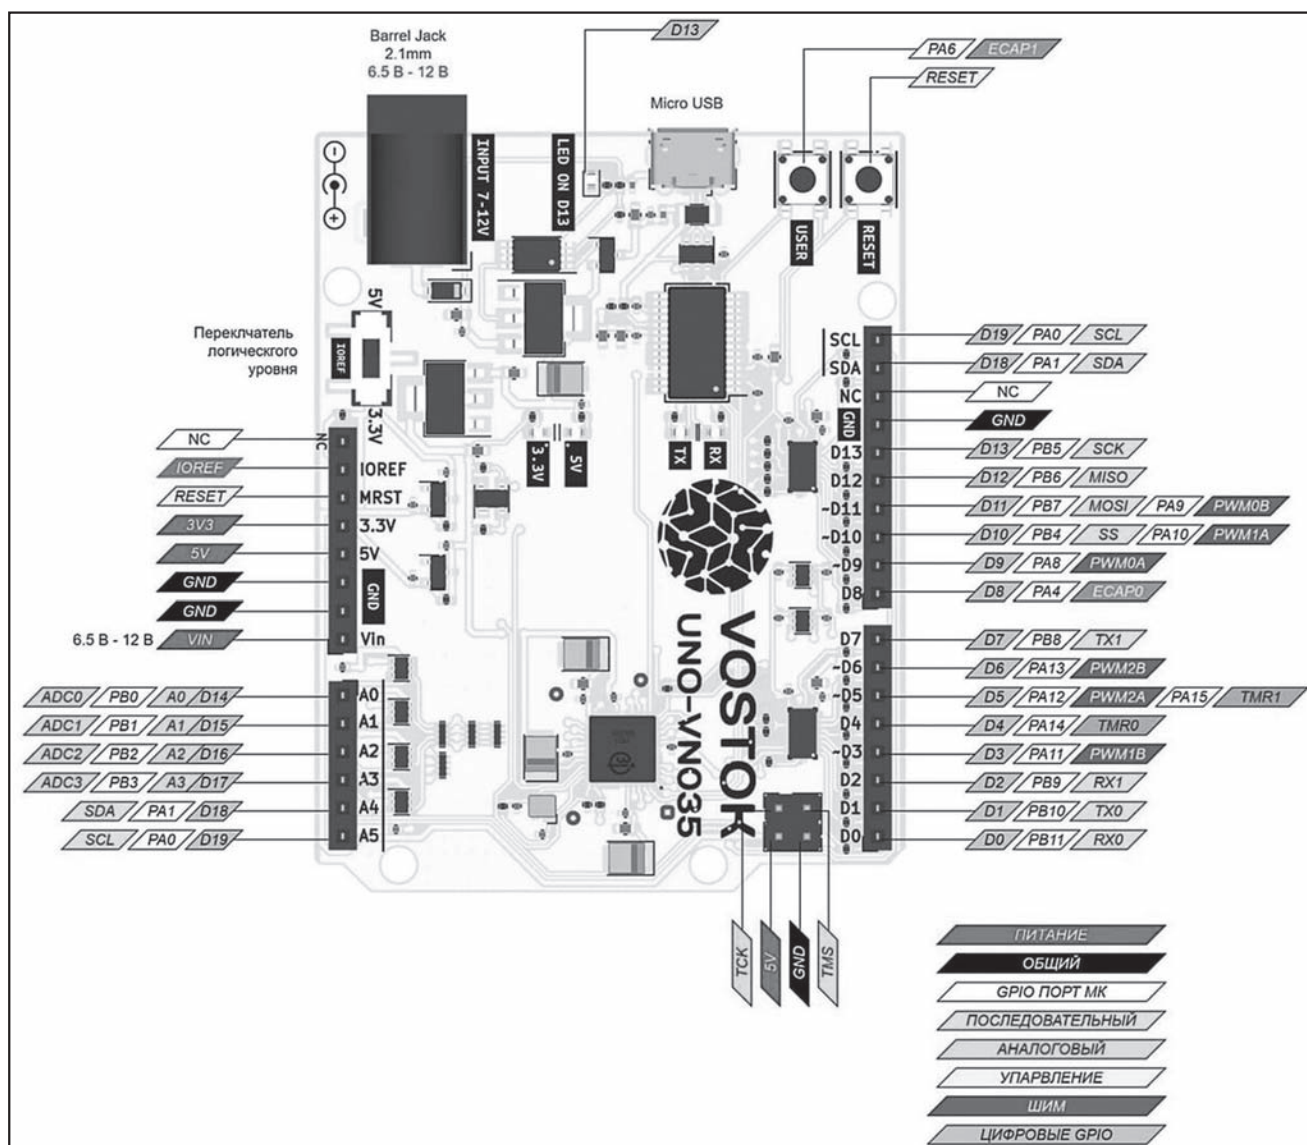 Barrel Jack
2.1mm
6.5 В - 12 В
D13
PA6 ECAP1
RESET
Micro USB
INPUT 7-12V
LED ON D13
USER
RESET
Переклчатель
логическгого
уровня
5V
IOREF
3.3V
3.3V
5V
TX
RX
NC
NC
IOREF IOREF
RESET MRST
3V3 3.3V
5V 5V
GND
GND
GND
6.5 В - 12 В VIN Vin
ADC0 PB0 A0 D14 A0
ADC1 PB1 A1 D15 A1
ADC2 PB2 A2 D16 A2
ADC3 PB3 A3 D17 A3
SDA PA1 D18 A4
SCL PA0 D19 A5
VOSTOK
UNO-VN035
SCL D19 PA0 SCL
SDA D18 PA1 SDA
NC NC
GND GND
D13 D13 PB5 SCK
D12 D12 PB6 MISO
~D11 D11 PB7 MOSI PA9 PWM0B
~D10 D10 PB4 SS PA10 PWM1A
~D9 D9 PA8 PWM0A
D8 D8 PA4 ECAP0
D7 D7 PB8 TX1
~D6 D6 PA13 PWM2B
~D5 D5 PA12 PWM2A PA15 TMR1
D4 D4 PA14 TMR0
~D3 D3 PA11 PWM1B
D2 D2 PB9 RX1
D1 D1 PB10 TX0
D0 D0 PB11 RX0
TCK
5V
GND
TMS
ПИТАНИЕ
ОБЩИЙ
GPIO ПОРТ МК
ПОСЛЕДОВАТЕЛЬНЫЙ
АНАЛОГОВЫЙ
УПАРВЛЕНИЕ
ШИМ
ЦИФРОВЫЕ GPIO